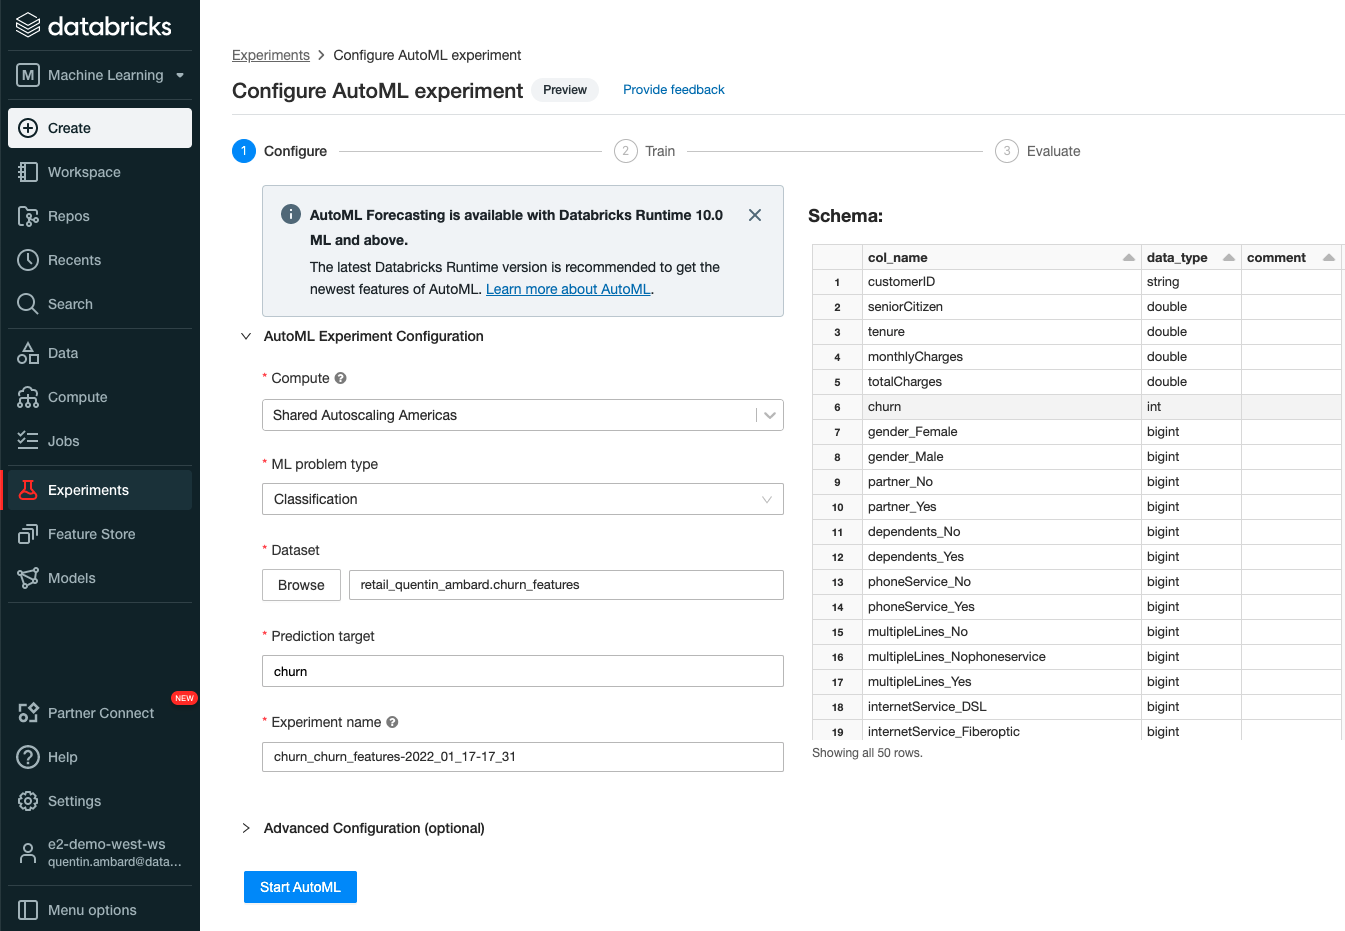 databricks
M Machine Learning
Create
Workspace
Repos
Recents
Search
Data
Compute
Jobs
Experiments
Feature Store
Models
NEW
Partner Connect
Help
Settings
e2-demo-west-ws
quentin.ambard@data...
Menu options
Experiments > Configure AutoML experiment
Configure AutoML experiment Preview Provide feedback
1 Configure 2 Train 3 Evaluate
AutoML Forecasting is available with Databricks Runtime 10.0
ML and above.
The latest Databricks Runtime version is recommended to get the
newest features of AutoML. Learn more about AutoML.
AutoML Experiment Configuration
* Compute ?
Shared Autoscaling Americas
* ML problem type
Classification
* Dataset
Browse retail_quentin_ambard.churn_features
* Prediction target
churn
* Experiment name ?
churn_churn_features-2022_01_17-17_31
Advanced Configuration (optional)
Start AutoML
Schema:
col_name data_type comment
1 customerID string
2 seniorCitizen double
3 tenure double
4 monthlyCharges double
5 totalCharges double
6 churn int
7 gender_Female bigint
8 gender_Male bigint
9 partner_No bigint
10 partner_Yes bigint
11 dependents_No bigint
12 dependents_Yes bigint
13 phoneService_No bigint
14 phoneService_Yes bigint
15 multipleLines_No bigint
16 multipleLines_Nophoneservice bigint
17 multipleLines_Yes bigint
18 internetService_DSL bigint
19 internetService_Fiberoptic bigint
Showing all 50 rows.